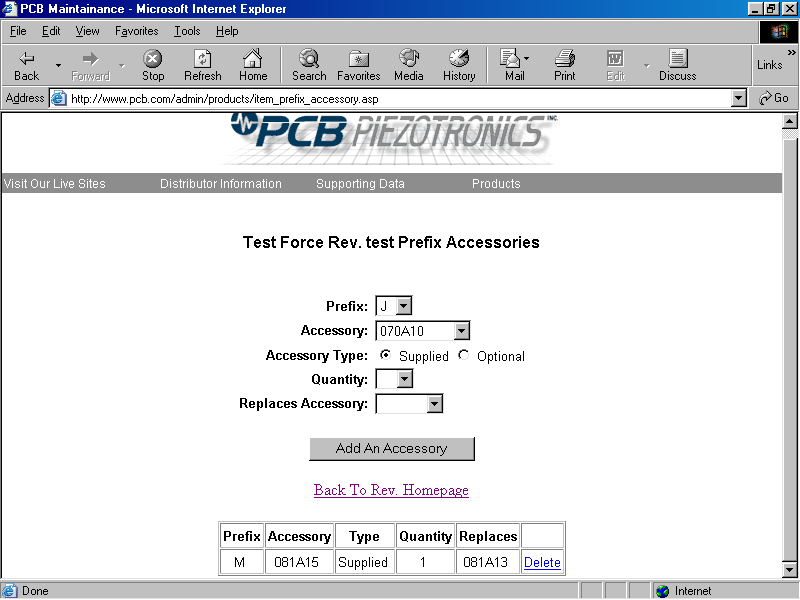 PCB Maintainance - Microsoft Internet Explorer
File Edit View Favorites Tools Help
Back Forward Stop Refresh Home Search Favorites Media History Mail Print Edit Discuss Links »
Address http://www.pcb.com/admin/products/item_prefix_accessory.asp Go
PCB PIEZOTRONICS INC.
Visit Our Live Sites Distributor Information Supporting Data Products
Test Force Rev. test Prefix Accessories
Prefix: J
Accessory: 070A10
Accessory Type: Supplied Optional
Quantity:
Replaces Accessory:
Add An Accessory
Back To Rev. Homepage
Prefix Accessory Type Quantity Replaces
M 081A15 Supplied 1 081A13 Delete
Done Internet